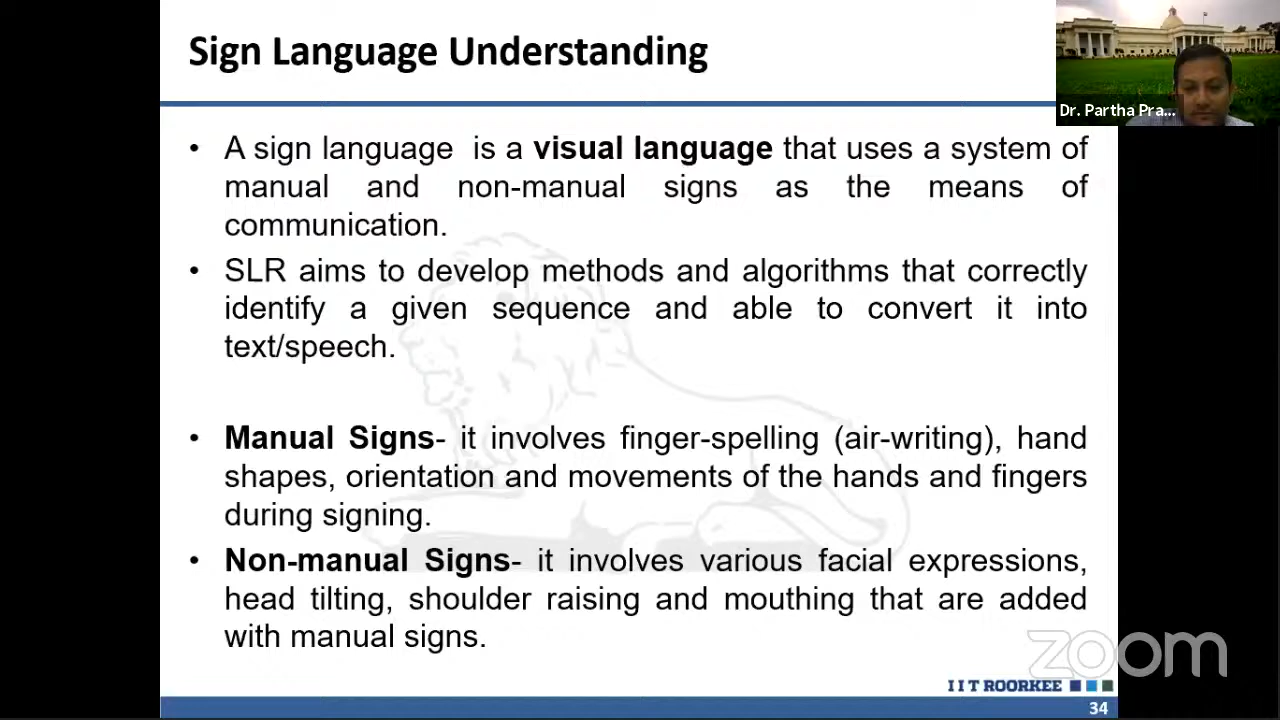 Sign Language Understanding
Dr. Partha Pra...
• A sign language is a visual language that uses a system of
manual and non-manual signs as the means of
communication.
• SLR aims to develop methods and algorithms that correctly
identify a given sequence and able to convert it into
text/speech.
• Manual Signs- it involves finger-spelling (air-writing), hand
shapes, orientation and movements of the hands and fingers
during signing.
• Non-manual Signs- it involves various facial expressions,
head tilting, shoulder raising and mouthing that are added
with manual signs.
zoom
I I T ROORKEE
34